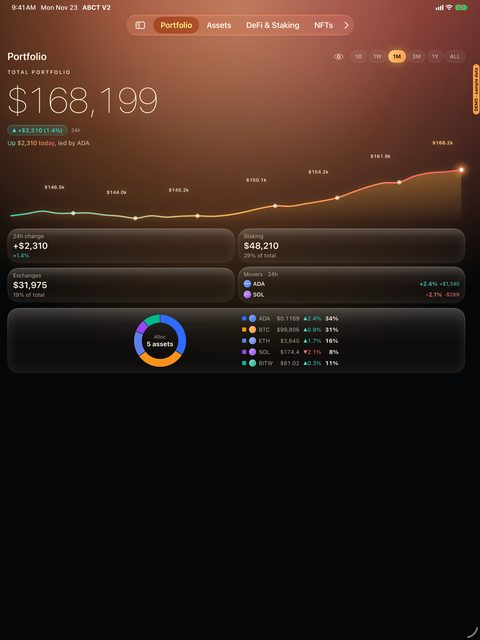 9:41 AM Mon Nov 23 ABCT V2
Portfolio Assets DeFi & Staking NFTs
Portfolio
1D 1W 1M 3M 1Y ALL
TOTAL PORTFOLIO
$168,199
▲ +$2,310 (1.4%) 24h
Up $2,310 today, led by ADA
$146.5k
$144.0k
$145.2k
$150.1k
$154.2k
$161.9k
$168.2k
24h change
+$2,310
+1.4%
Staking
$48,210
29% of total
Exchanges
$31,975
19% of total
Movers · 24h
ADA +2.4% +$1,340
SOL -2.1% -$289
Alloc
5 assets
ADA $0.1169 ▲2.4% 34%
BTC $99,806 ▲0.9% 31%
ETH $3,640 ▲1.7% 16%
SOL $174.4 ▼2.1% 8%
BITW $81.02 ▲0.3% 11%